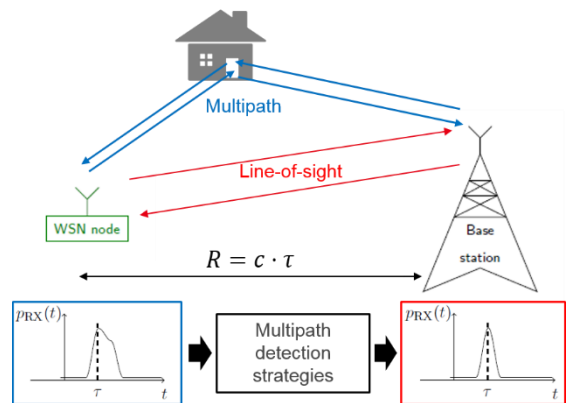 Multipath
Line-of-sight
WSN node
Base
station
R = c · τ
pRX(t)
τ
t
Multipath
detection
strategies
pRX(t)
τ
t